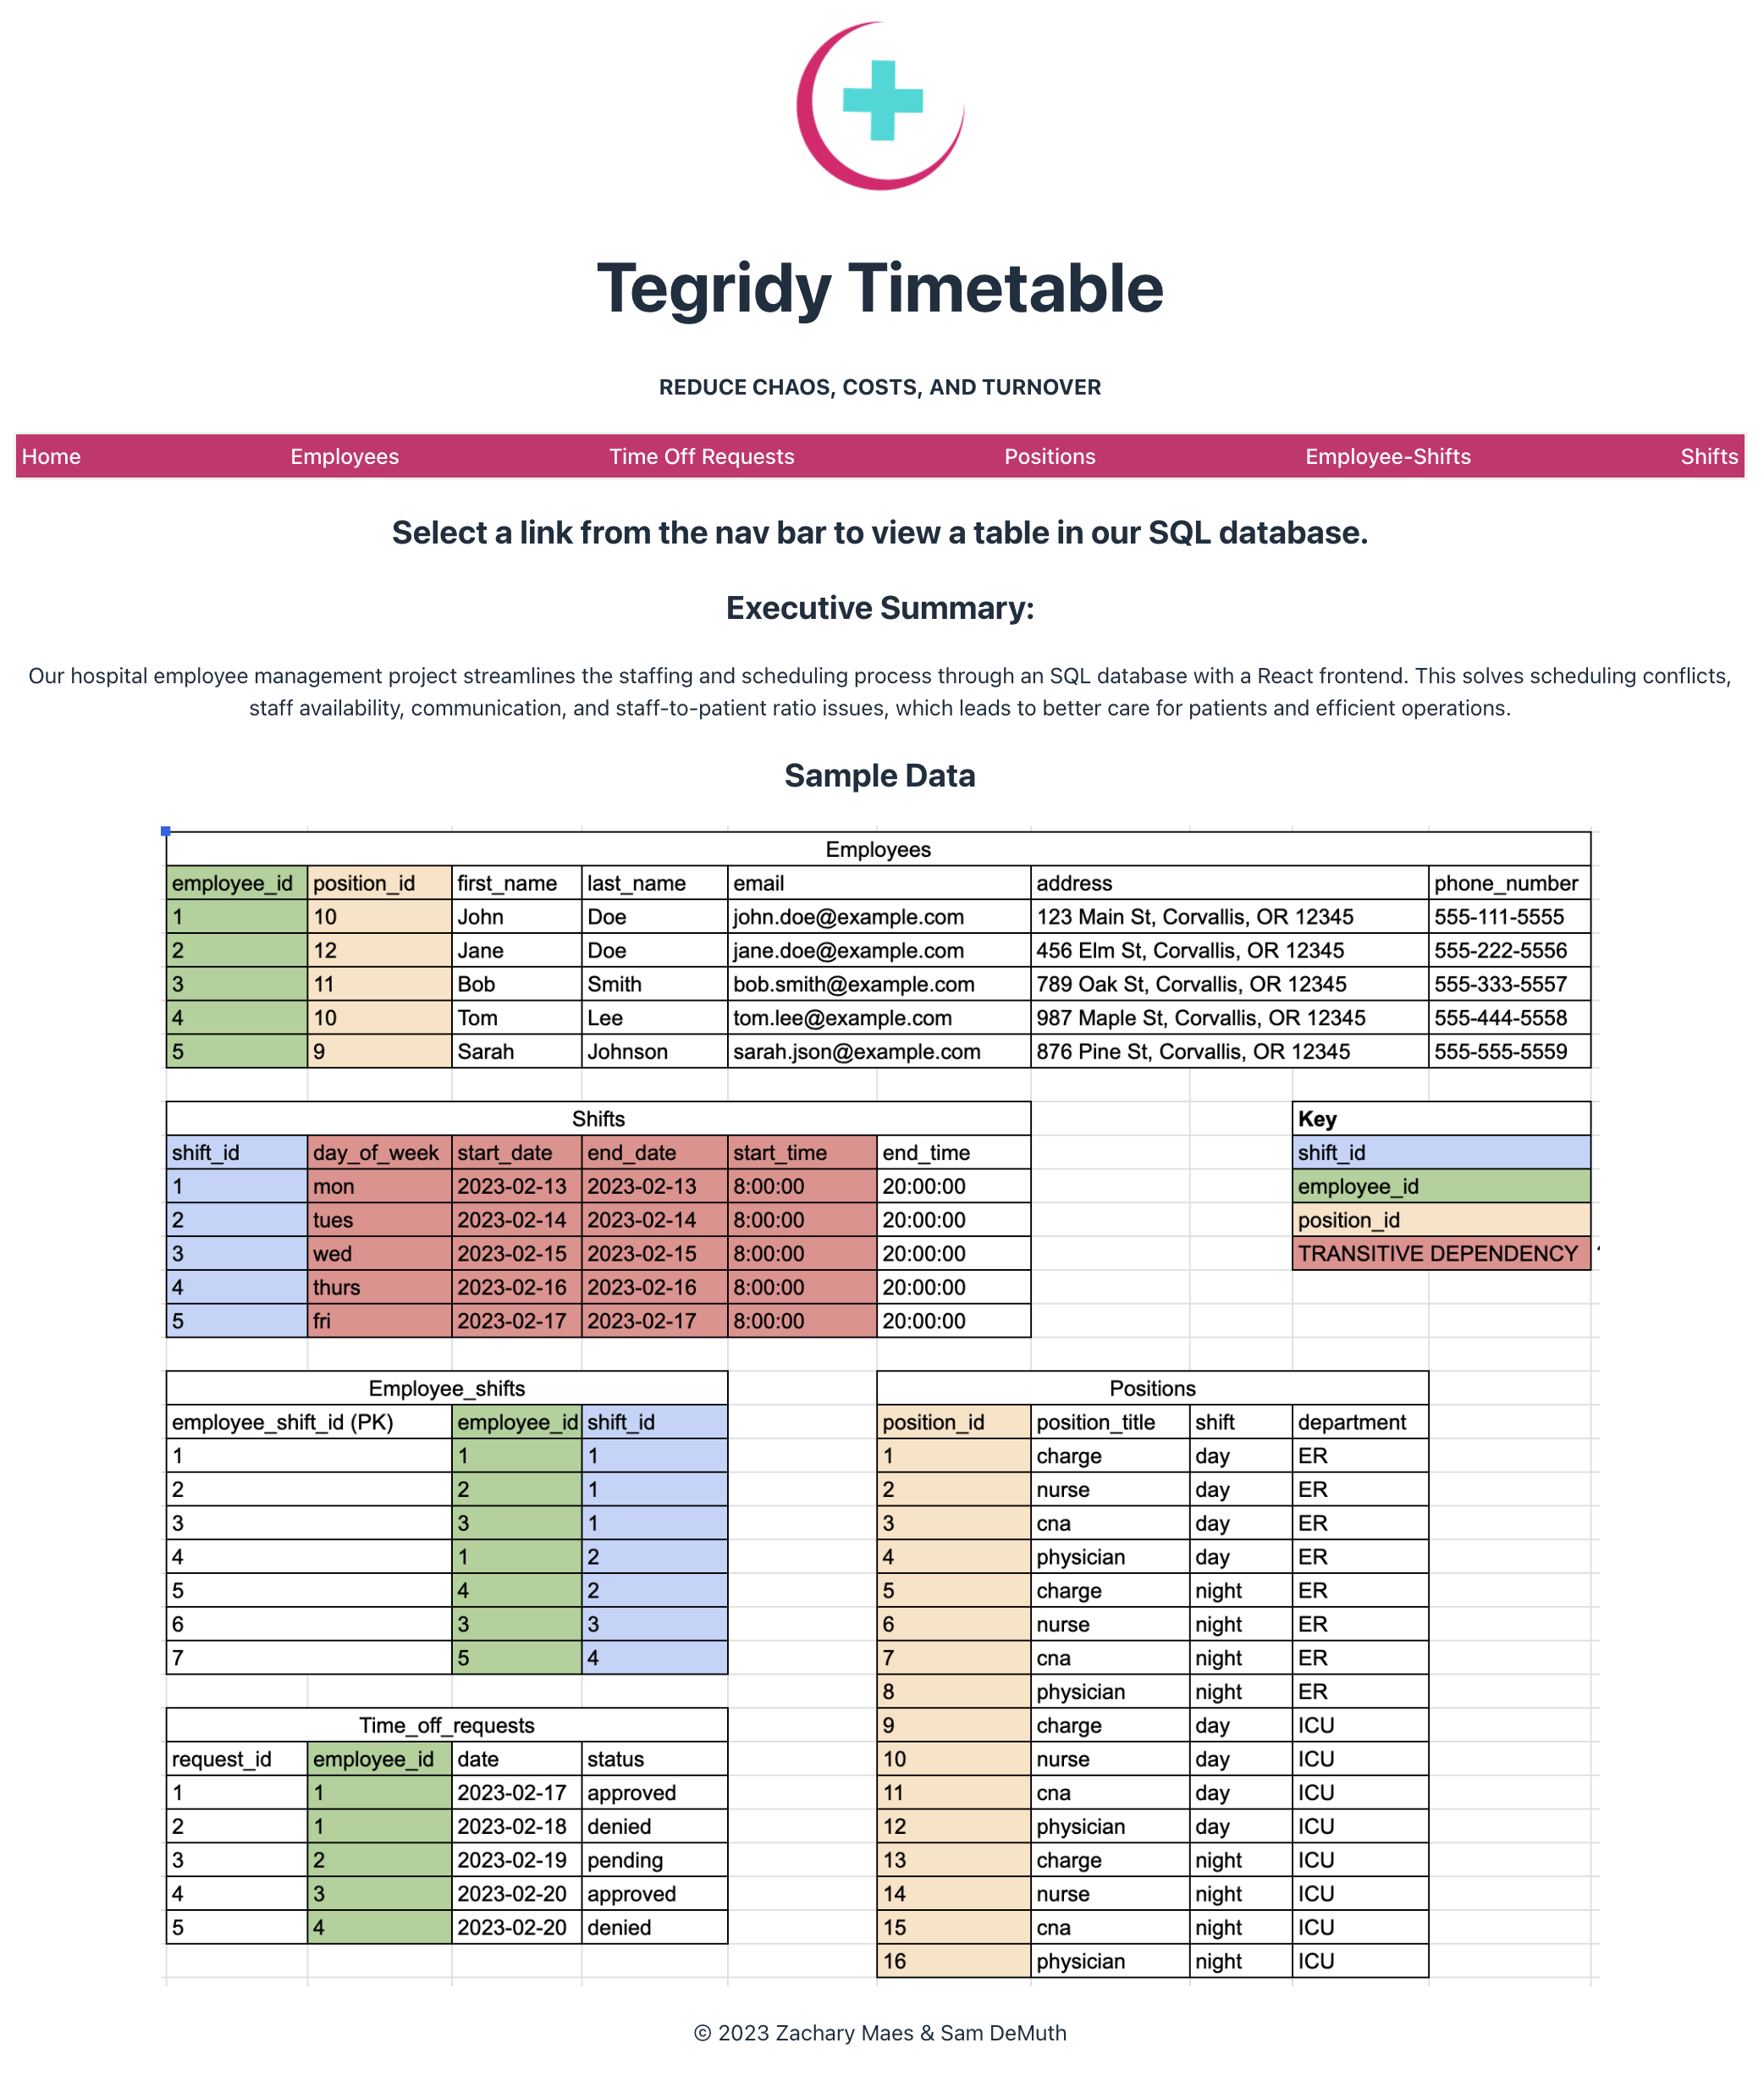 Tegridy Timetable
REDUCE CHAOS, COSTS, AND TURNOVER
Home Employees Time Off Requests Positions Employee-Shifts Shifts
Select a link from the nav bar to view a table in our SQL database.
Executive Summary:
Our hospital employee management project streamlines the staffing and scheduling process through an SQL database with a React frontend. This solves scheduling conflicts,
staff availability, communication, and staff-to-patient ratio issues, which leads to better care for patients and efficient operations.
Sample Data
Employees
employee_id position_id first_name last_name email address phone_number
1 10 John Doe john.doe@example.com 123 Main St, Corvallis, OR 12345 555-111-5555
2 12 Jane Doe jane.doe@example.com 456 Elm St, Corvallis, OR 12345 555-222-5556
3 11 Bob Smith bob.smith@example.com 789 Oak St, Corvallis, OR 12345 555-333-5557
4 10 Tom Lee tom.lee@example.com 987 Maple St, Corvallis, OR 12345 555-444-5558
5 9 Sarah Johnson sarah.json@example.com 876 Pine St, Corvallis, OR 12345 555-555-5559
Shifts
shift_id day_of_week start_date end_date start_time end_time
1 mon 2023-02-13 2023-02-13 8:00:00 20:00:00
2 tues 2023-02-14 2023-02-14 8:00:00 20:00:00
3 wed 2023-02-15 2023-02-15 8:00:00 20:00:00
4 thurs 2023-02-16 2023-02-16 8:00:00 20:00:00
5 fri 2023-02-17 2023-02-17 8:00:00 20:00:00
Key
shift_id
employee_id
position_id
TRANSITIVE DEPENDENCY
Employee_shifts
employee_shift_id (PK) employee_id shift_id
1 1 1
2 2 1
3 3 1
4 1 2
5 4 2
6 3 3
7 5 4
Time_off_requests
request_id employee_id date status
1 1 2023-02-17 approved
2 1 2023-02-18 denied
3 2 2023-02-19 pending
4 3 2023-02-20 approved
5 4 2023-02-20 denied
Positions
position_id position_title shift department
1 charge day ER
2 nurse day ER
3 cna day ER
4 physician day ER
5 charge night ER
6 nurse night ER
7 cna night ER
8 physician night ER
9 charge day ICU
10 nurse day ICU
11 cna day ICU
12 physician day ICU
13 charge night ICU
14 nurse night ICU
15 cna night ICU
16 physician night ICU
© 2023 Zachary Maes & Sam DeMuth